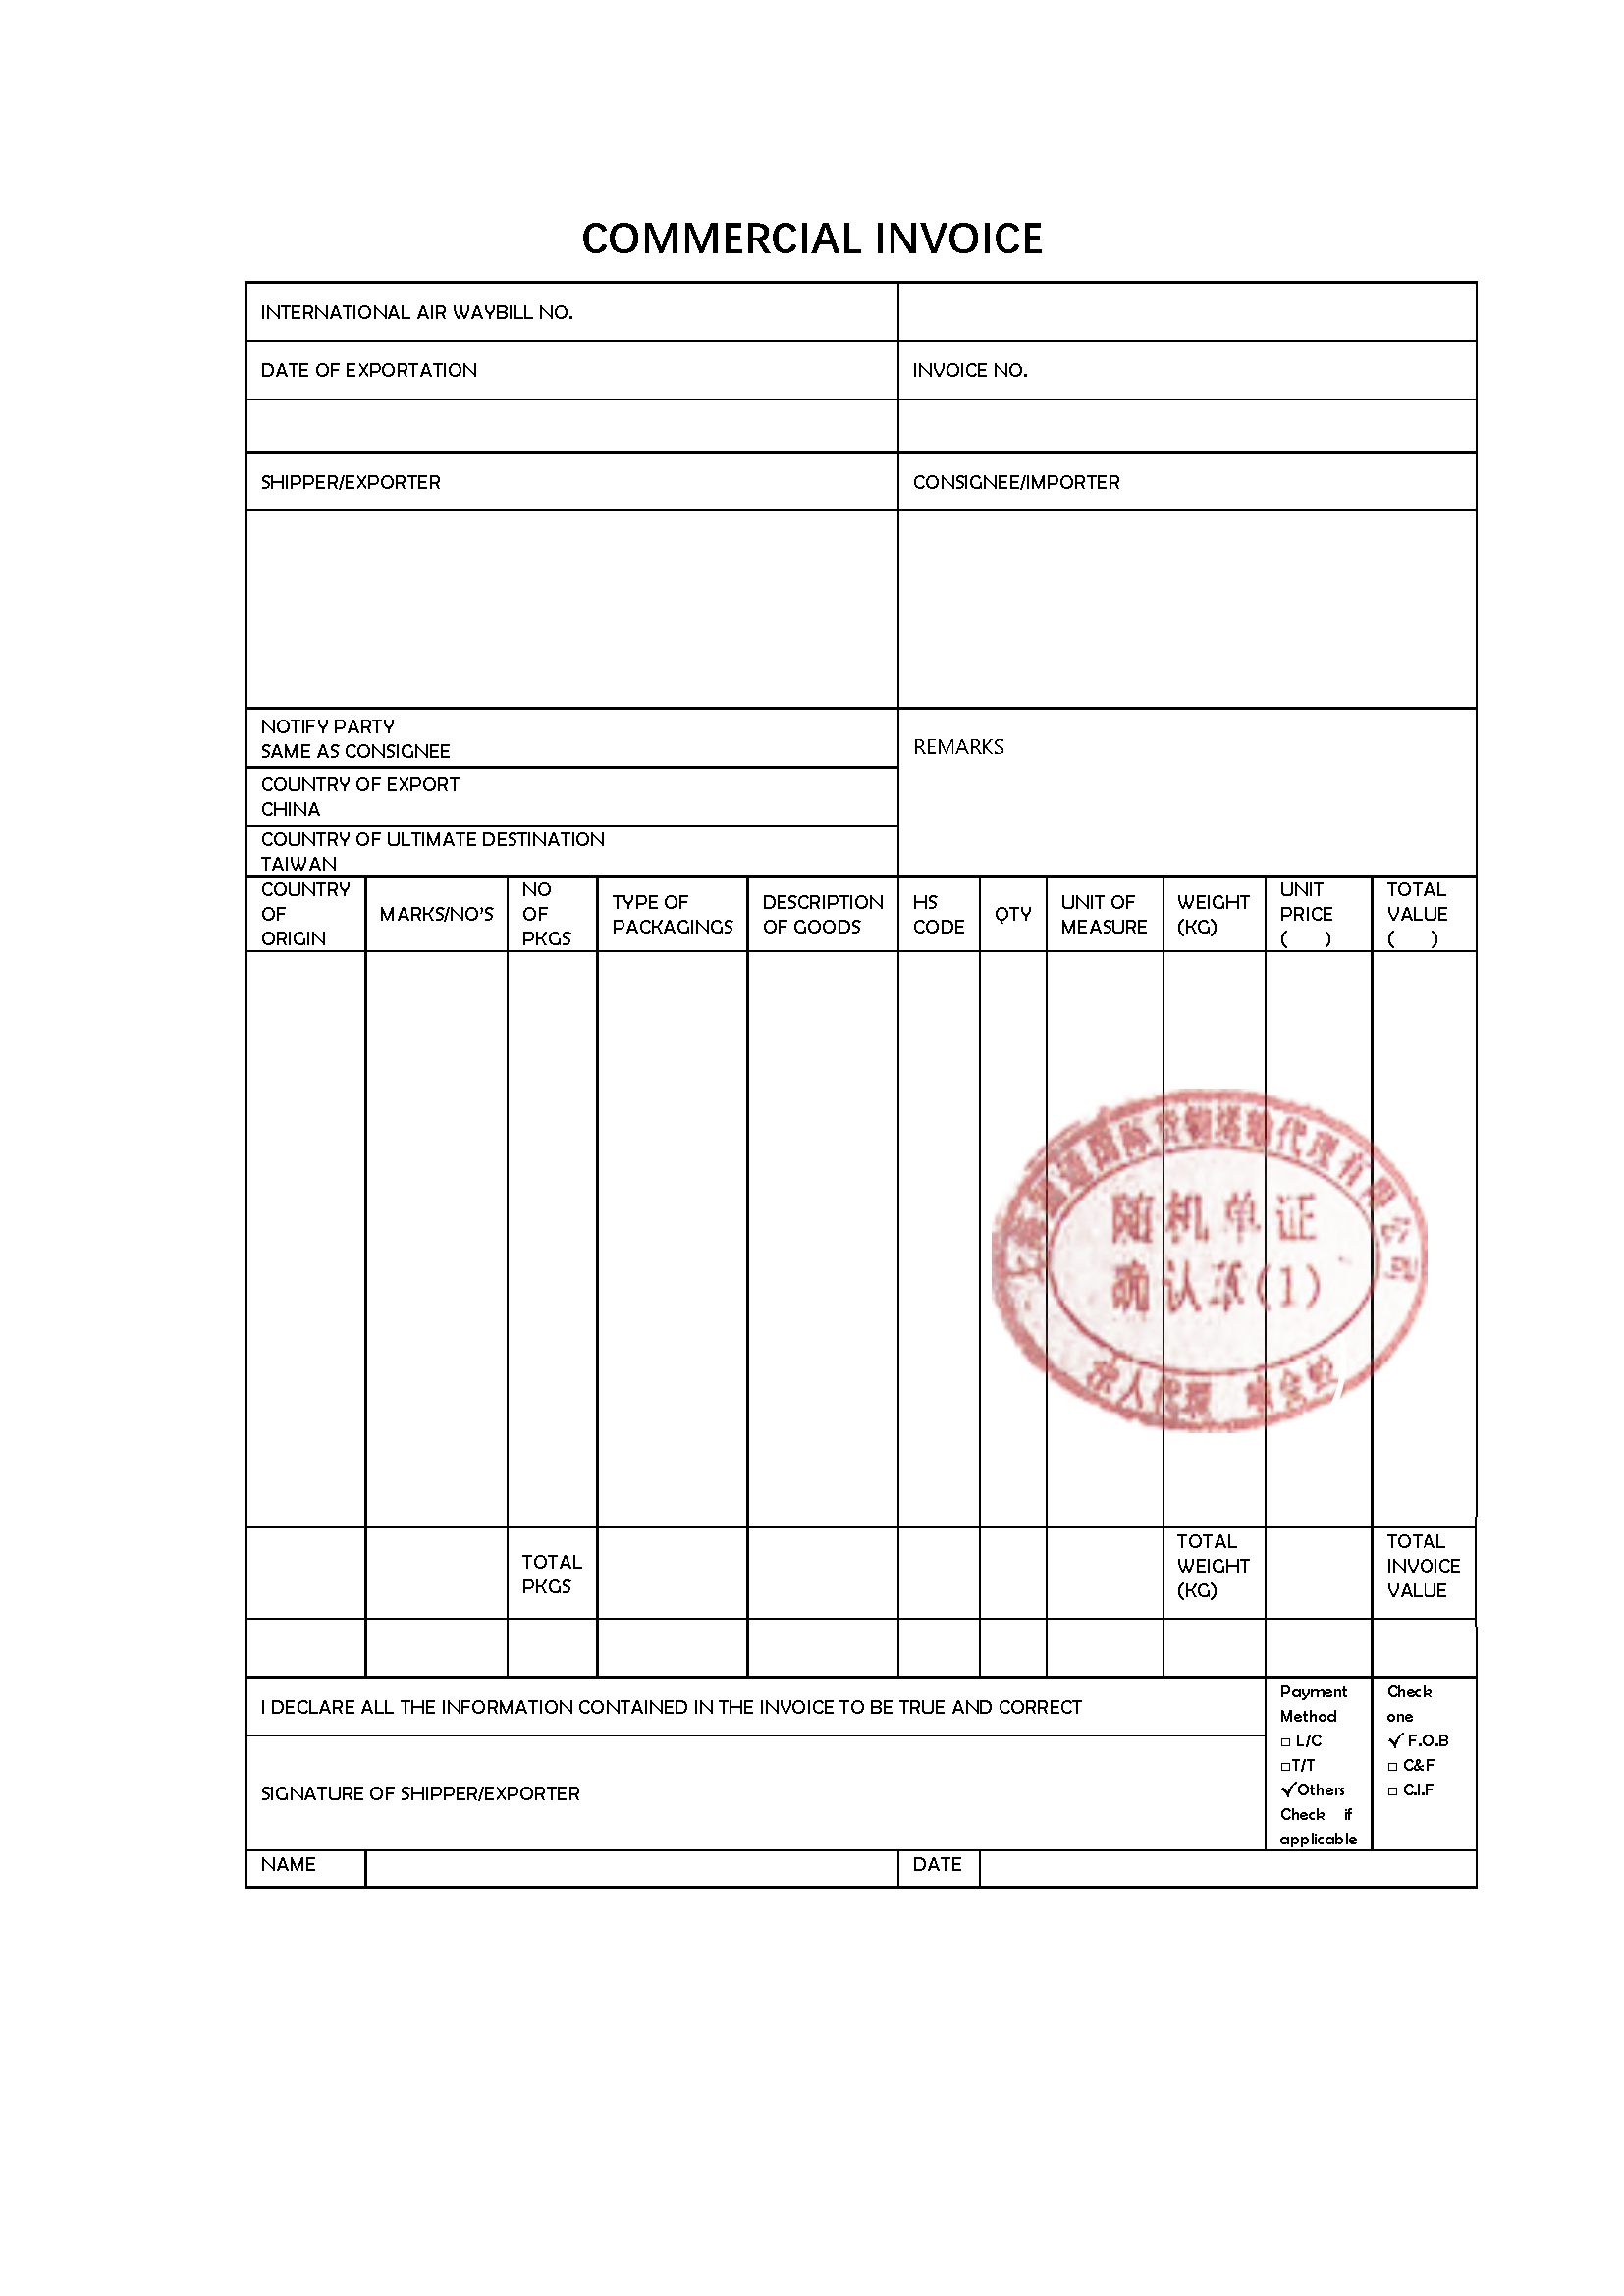 COMMERCIAL INVOICE
INTERNATIONAL AIR WAYBILL NO.
DATE OF EXPORTATION
INVOICE NO.
SHIPPER/EXPORTER
CONSIGNEE/IMPORTER
NOTIFY PARTY
SAME AS CONSIGNEE
REMARKS
COUNTRY OF EXPORT
CHINA
COUNTRY OF ULTIMATE DESTINATION
TAIWAN
COUNTRY
OF
ORIGIN
MARKS/NO'S
NO
OF
PKGS
TYPE OF
PACKAGINGS
DESCRIPTION
OF GOODS
HS
CODE
QTY
UNIT OF
MEASURE
WEIGHT
(KG)
UNIT
PRICE
( )
TOTAL
VALUE
( )
国际货物运输代理有限公司
随机单证
确认章(1)
法人代表
TOTAL
PKGS
TOTAL
WEIGHT
(KG)
TOTAL
INVOICE
VALUE
I DECLARE ALL THE INFORMATION CONTAINED IN THE INVOICE TO BE TRUE AND CORRECT
Payment
Method
□ L/C
□T/T
✓Others
Check if
applicable
Check
one
✓ F.O.B
□ C&F
□ C.I.F
SIGNATURE OF SHIPPER/EXPORTER
NAME
DATE